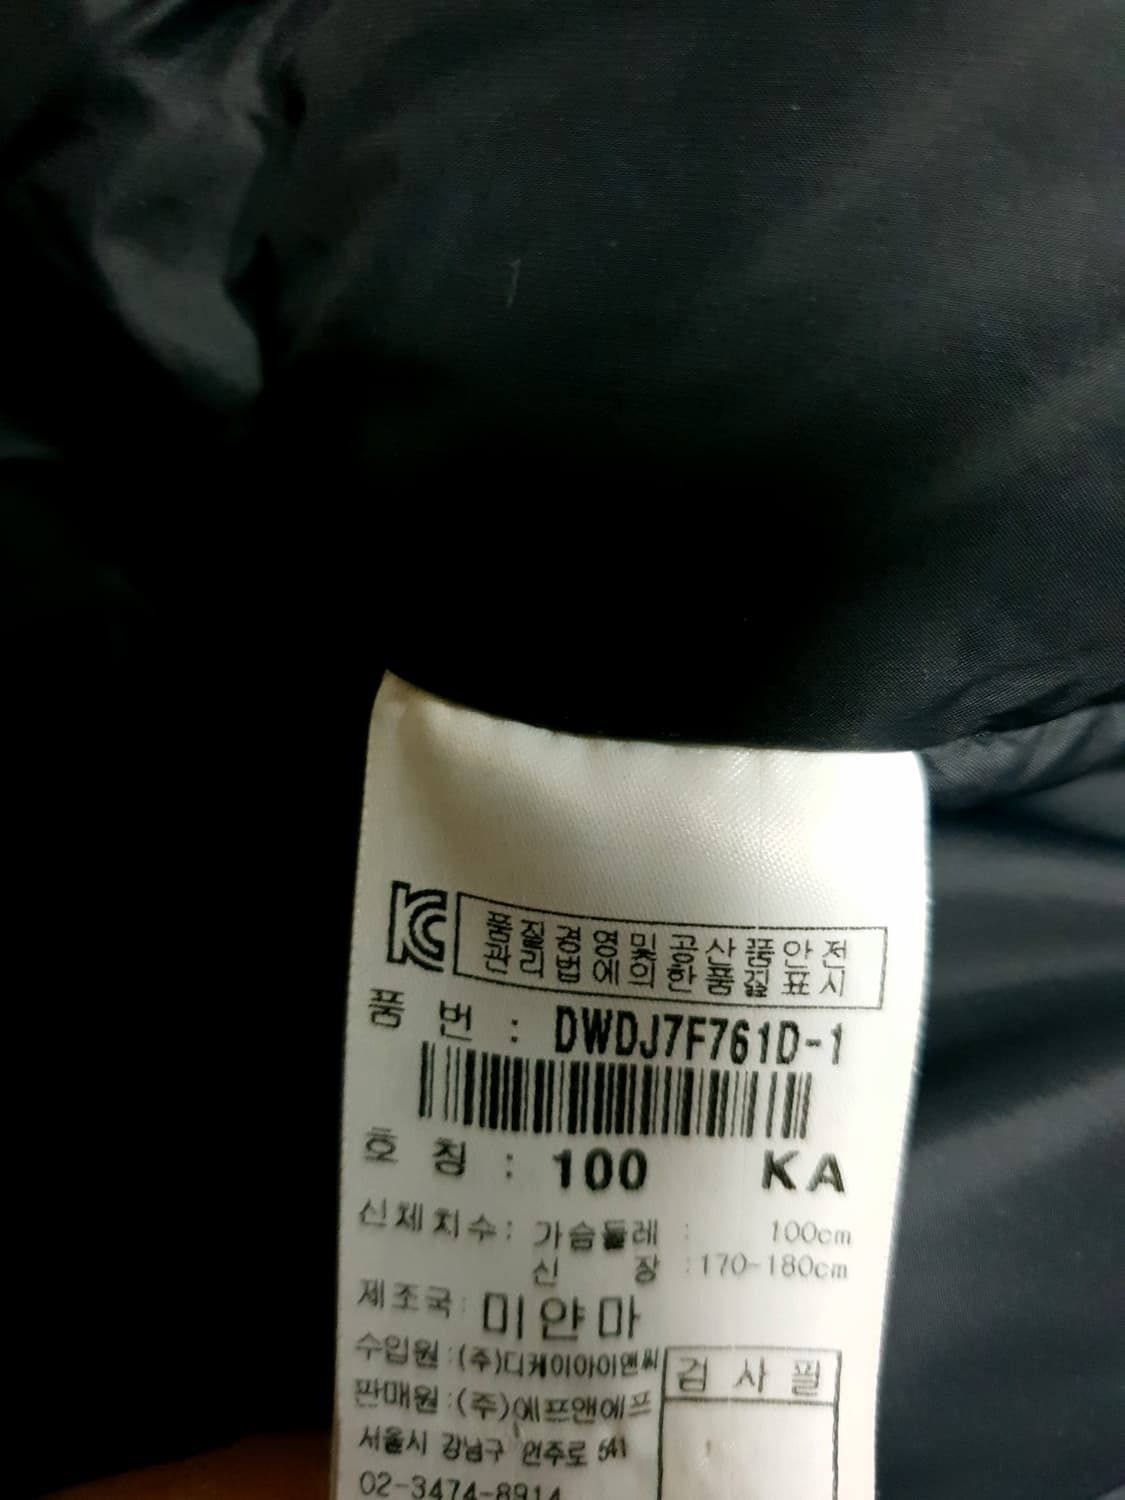 KC
품질경영및공산품안전
관리법에의한품질표시
품 번 : DWDJ7F761D-1
호 칭 : 100 KA
신체치수: 가슴둘레 : 100cm
신 장 :170-180cm
제조국: 미얀마
수입원:(주)디케이아이앤씨
판매원:(주)에프앤에프
서울시 강남구 언주로 541
02-3474-8914
검 사 필